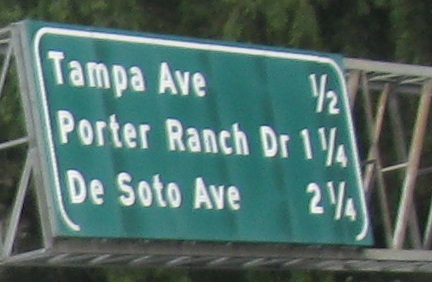 Tampa Ave 1/2
Porter Ranch Dr 1 1/4
De Soto Ave 2 1/4